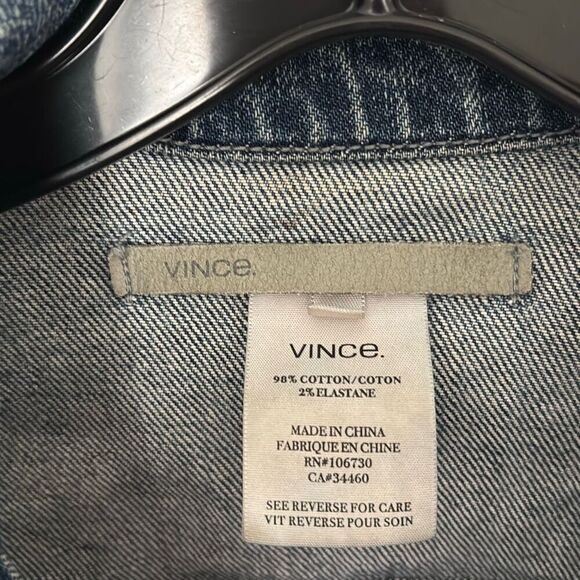 VINCE.
VINCE.
98% COTTON/COTON
2% ELASTANE
MADE IN CHINA
FABRIQUE EN CHINE
RN#106730
CA#34460
SEE REVERSE FOR CARE
VIT REVERSE POUR SOIN